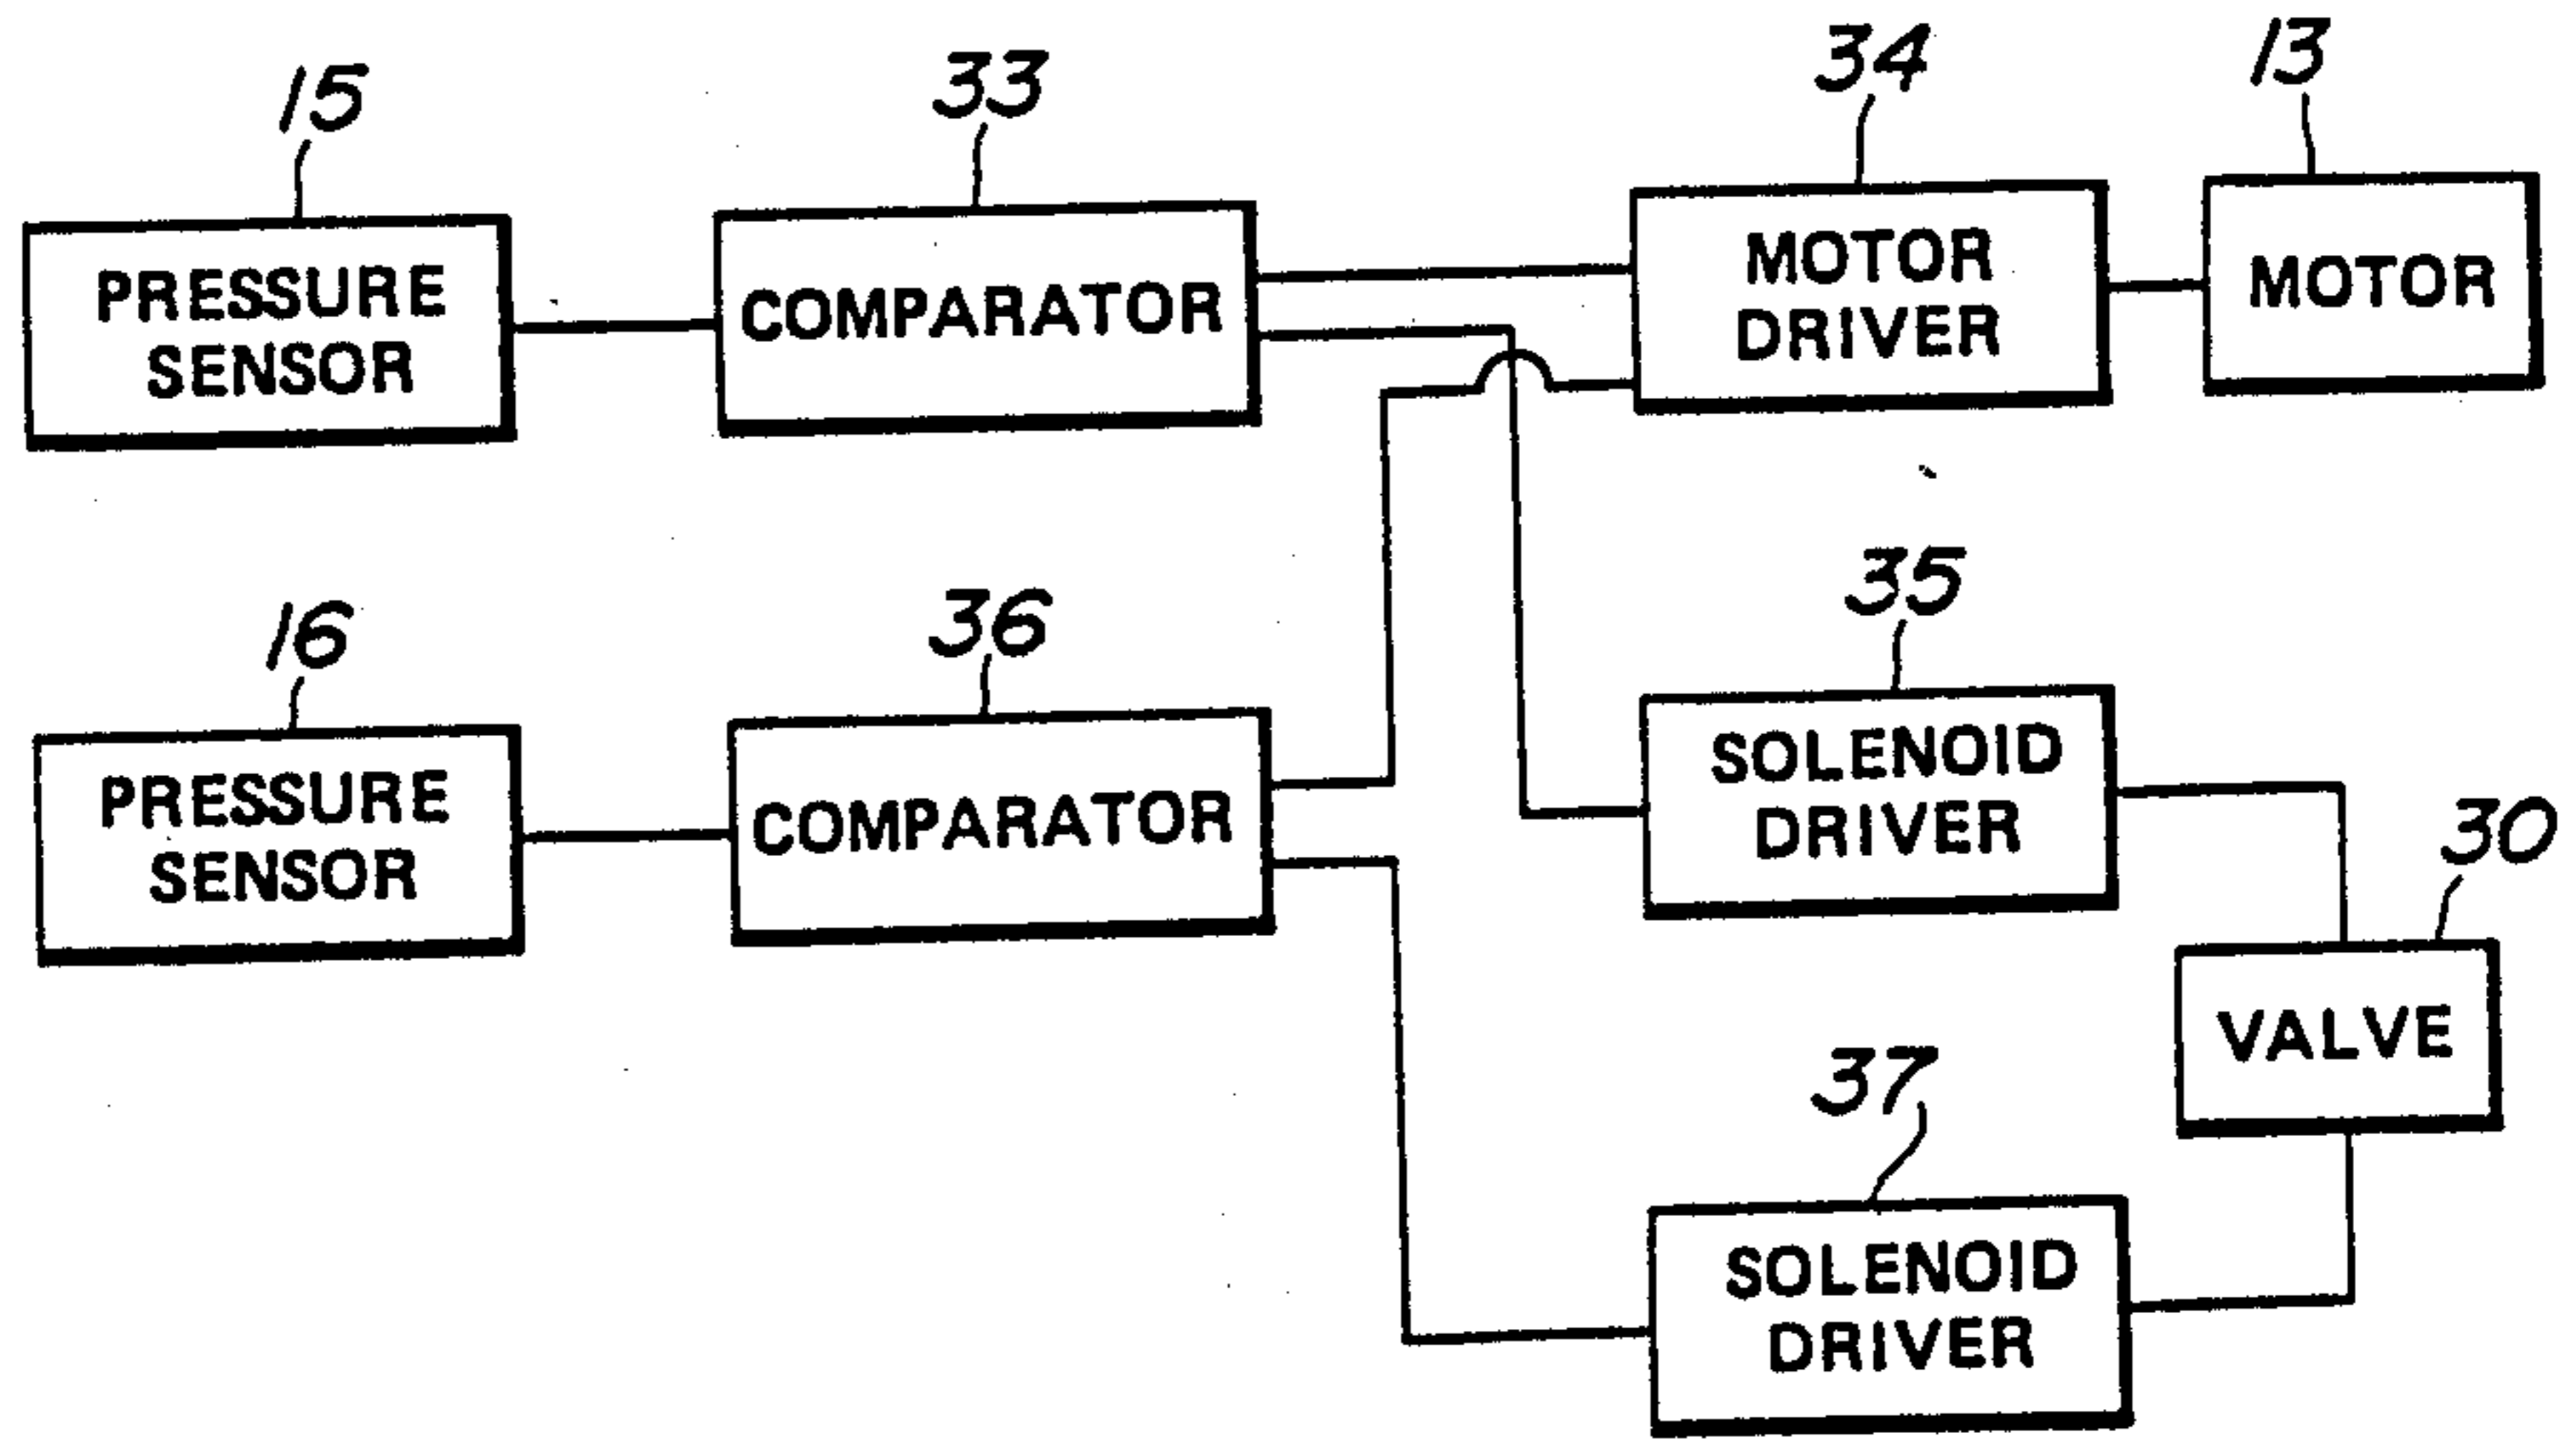 15
33
34
13
PRESSURE
SENSOR
COMPARATOR
MOTOR
DRIVER
MOTOR
16
36
35
PRESSURE
SENSOR
COMPARATOR
SOLENOID
DRIVER
30
VALVE
37
SOLENOID
DRIVER